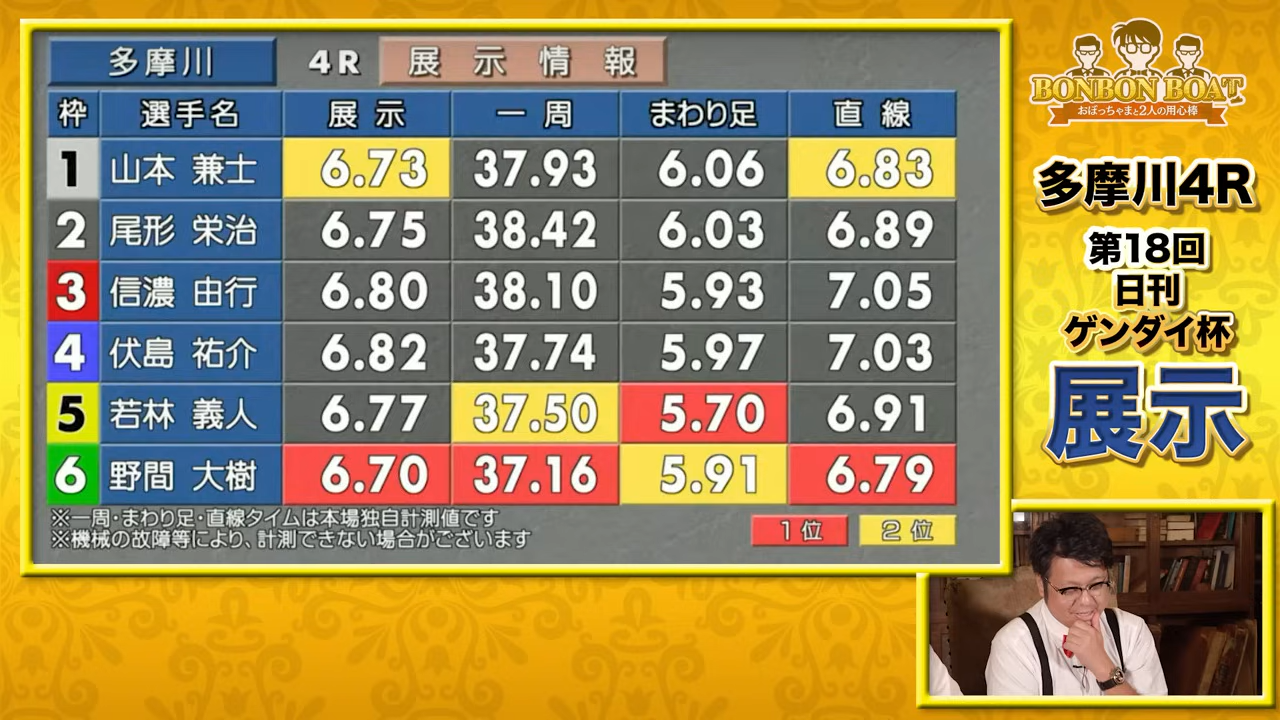 多摩川 4R 展示情報
枠 選手名 展示 一周 まわり足 直線
1 山本 兼士 6.73 37.93 6.06 6.83
2 尾形 栄治 6.75 38.42 6.03 6.89
3 信濃 由行 6.80 38.10 5.93 7.05
4 伏島 祐介 6.82 37.74 5.97 7.03
5 若林 義人 6.77 37.50 5.70 6.91
6 野間 大樹 6.70 37.16 5.91 6.79
※一周・まわり足・直線タイムは本場独自計測値です
※機械の故障等により、計測できない場合がございます
1位 2位
BONBON BOAT
おぼっちゃまと2人の用心棒
多摩川4R
第18回
日刊
ゲンダイ杯
展示